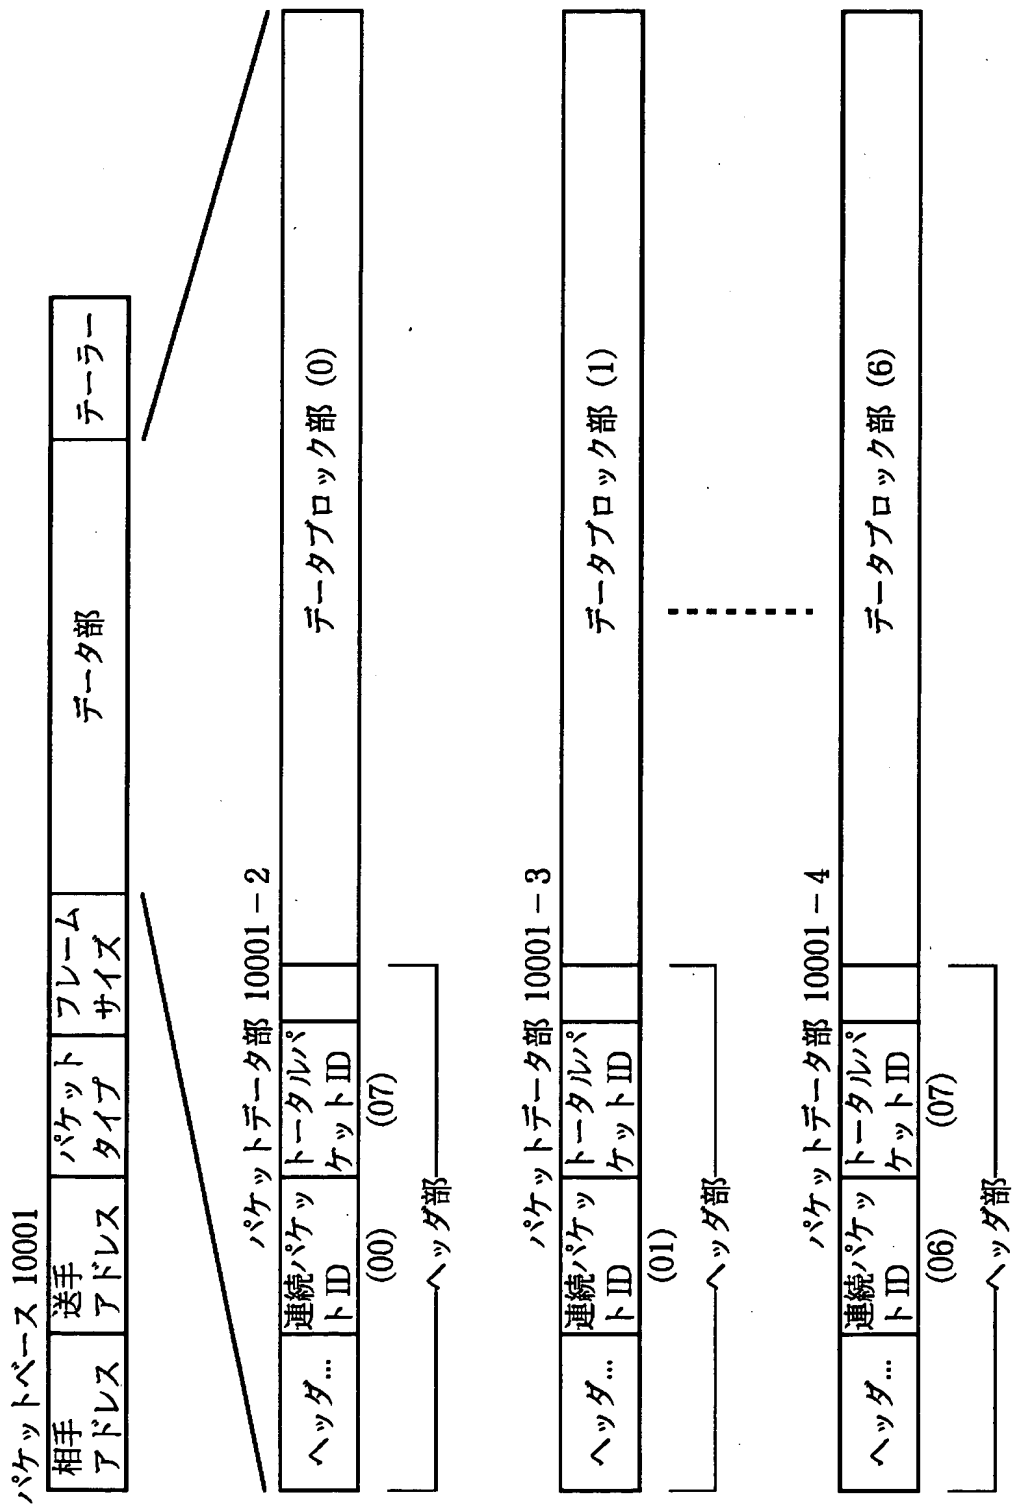 パケットベース 10001
相手
アドレス
送手
アドレス
パケット
タイプ
フレーム
サイズ
データ部
テーラー
パケットデータ部 10001－2
ヘッダ...
連続パケッ
トID
トータルパ
ケットID
データブロック部 (0)
(00)
(07)
ヘッダ部
パケットデータ部 10001－3
ヘッダ...
連続パケッ
トID
トータルパ
ケットID
データブロック部 (1)
(01)
ヘッダ部
パケットデータ部 10001－4
ヘッダ...
連続パケッ
トID
トータルパ
ケットID
データブロック部 (6)
(06)
(07)
ヘッダ部